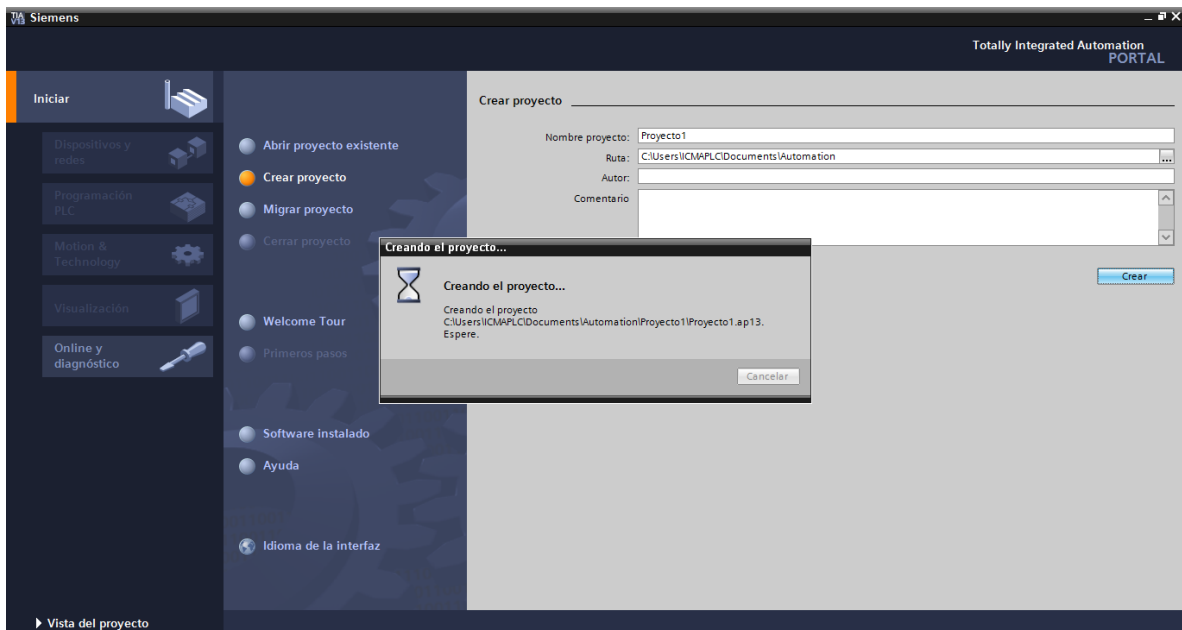 Siemens
Totally Integrated Automation
PORTAL
Iniciar
Dispositivos y
redes
Programación
PLC
Motion &
Technology
Visualización
Online y
diagnóstico
Abrir proyecto existente
Crear proyecto
Migrar proyecto
Cerrar proyecto
Welcome Tour
Primeros pasos
Software instalado
Ayuda
Idioma de la interfaz
Crear proyecto
Nombre proyecto: Proyecto1
Ruta: C:\Users\ICMAPLC\Documents\Automation ...
Autor:
Comentario
Crear
Creando el proyecto...
Creando el proyecto...
Creando el proyecto
C:\Users\ICMAPLC\Documents\Automation\Proyecto1\Proyecto1.ap13.
Espere.
Cancelar
Vista del proyecto